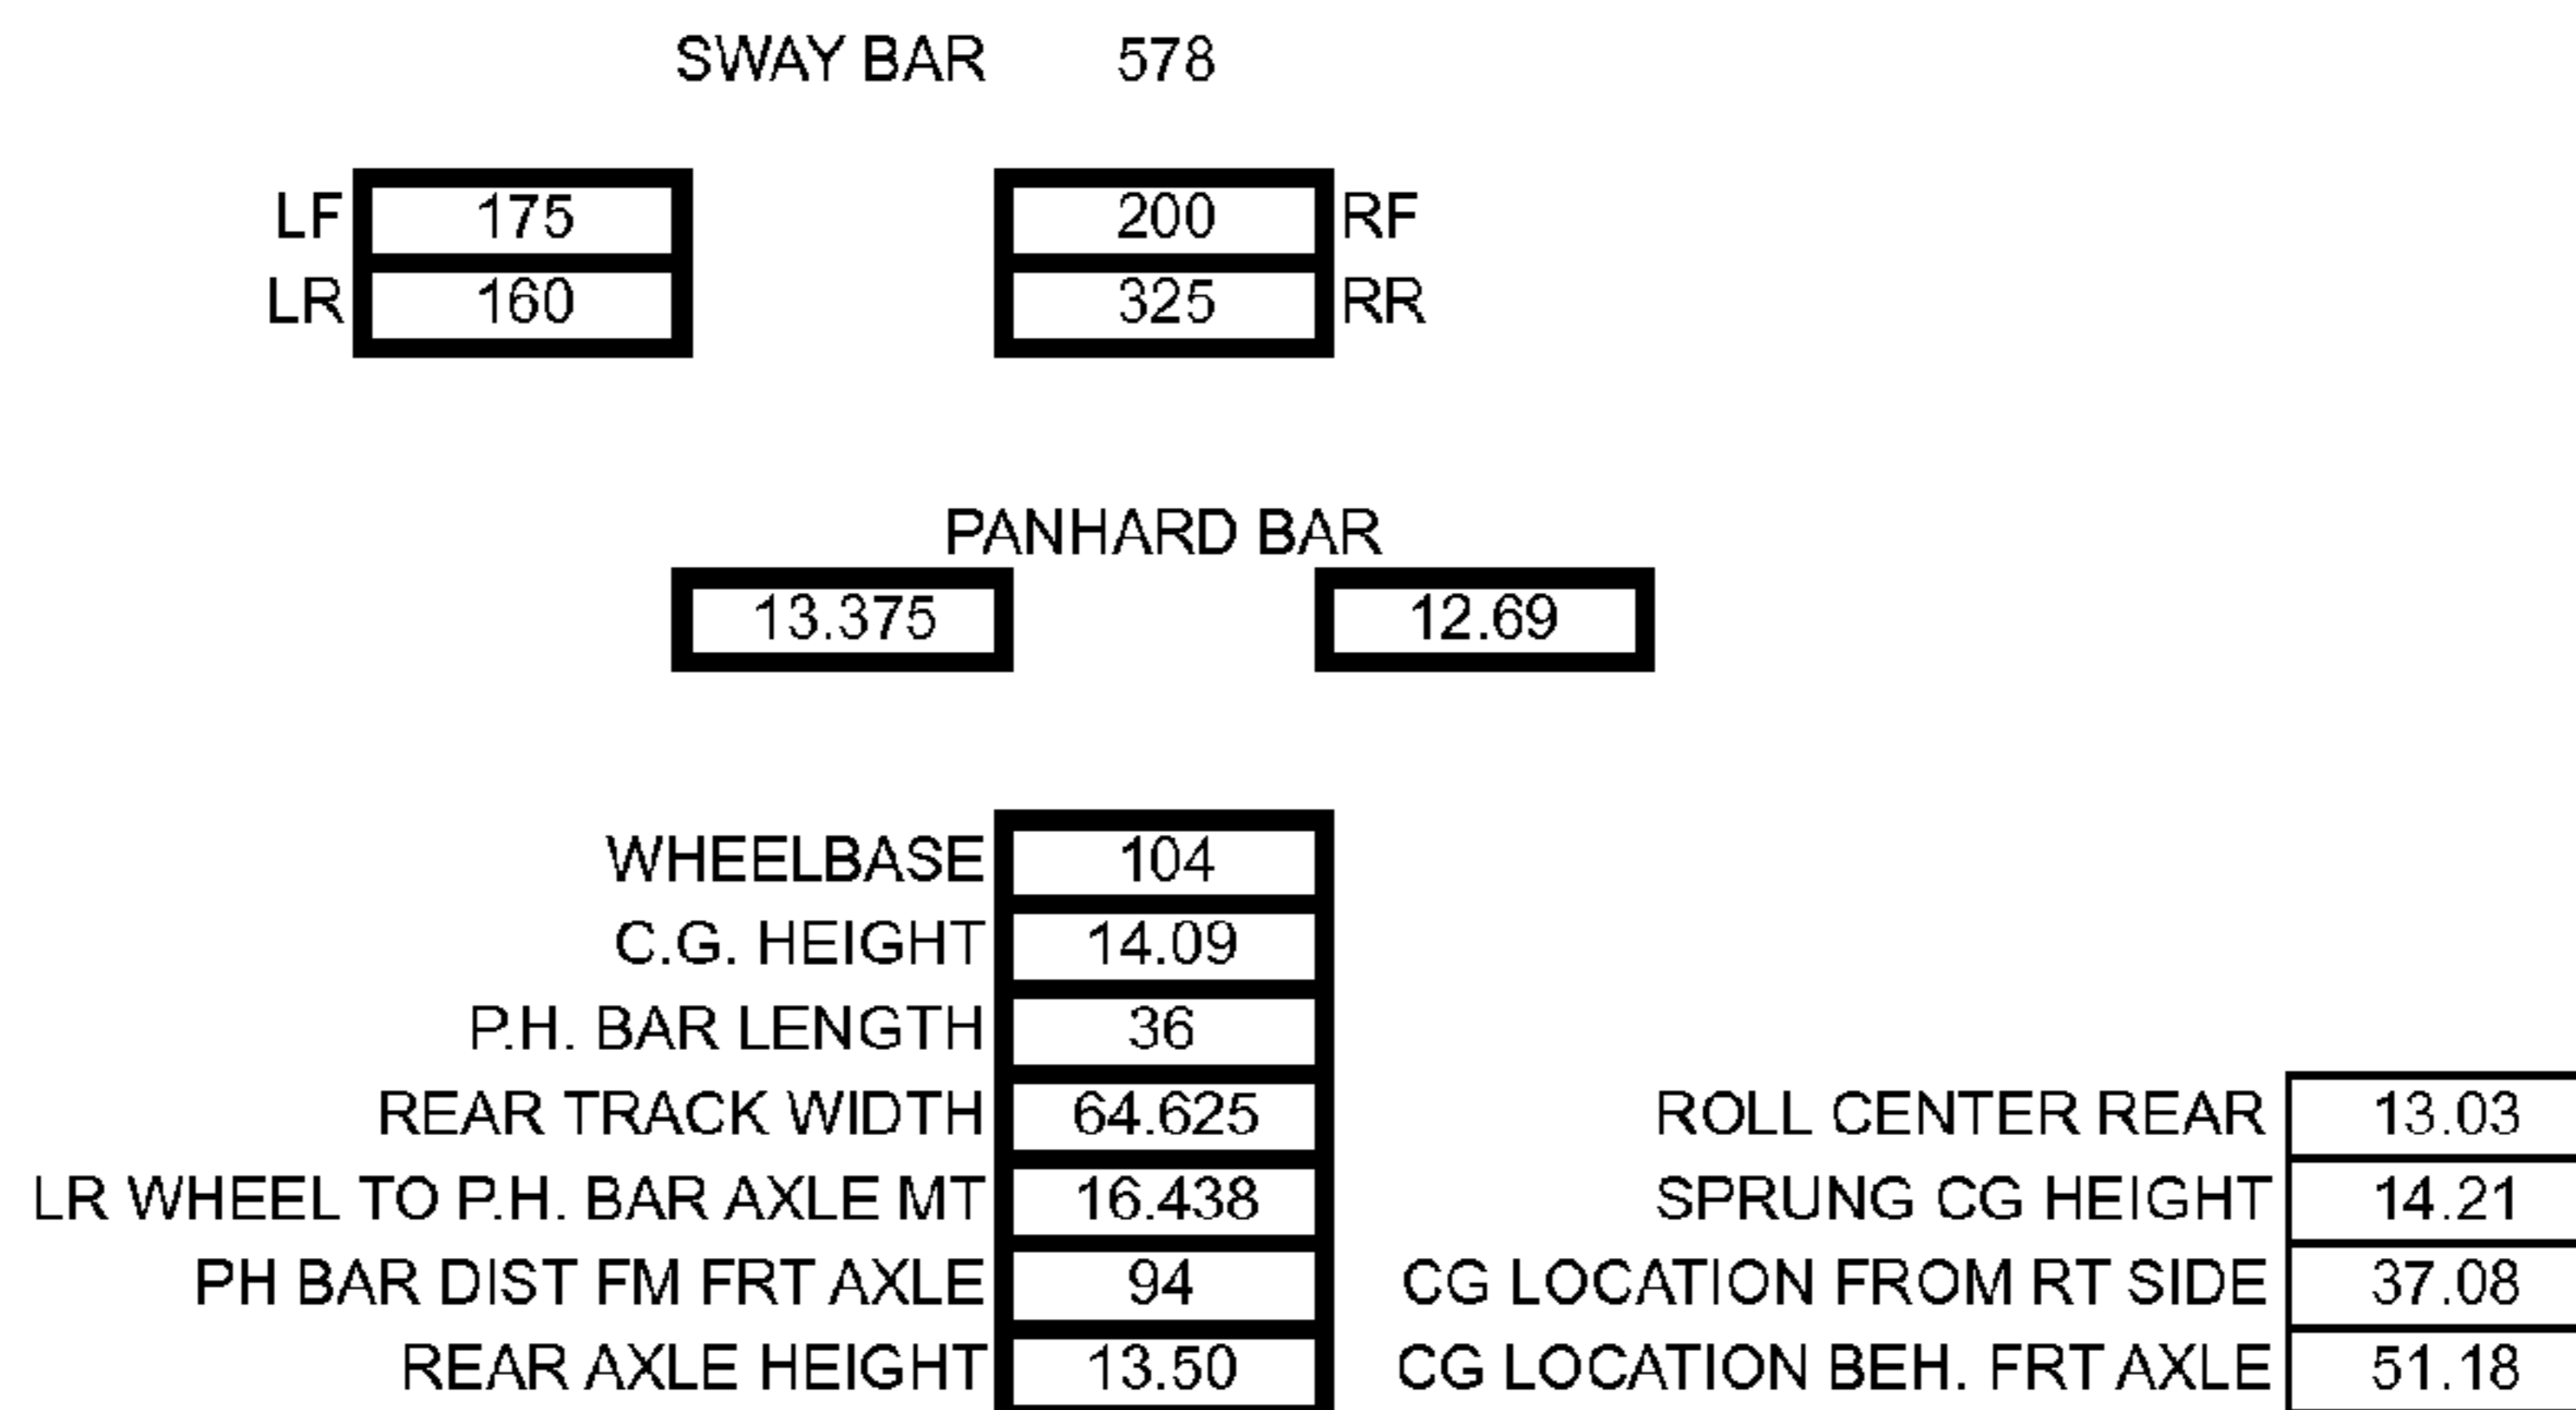 SWAY BAR 578
LF 175 200 RF
LR 160 325 RR
PANHARD BAR
13.375 12.69
WHEELBASE 104
C.G. HEIGHT 14.09
P.H. BAR LENGTH 36
REAR TRACK WIDTH 64.625 ROLL CENTER REAR 13.03
LR WHEEL TO P.H. BAR AXLE MT 16.438 SPRUNG CG HEIGHT 14.21
PH BAR DIST FM FRT AXLE 94 CG LOCATION FROM RT SIDE 37.08
REAR AXLE HEIGHT 13.50 CG LOCATION BEH. FRT AXLE 51.18